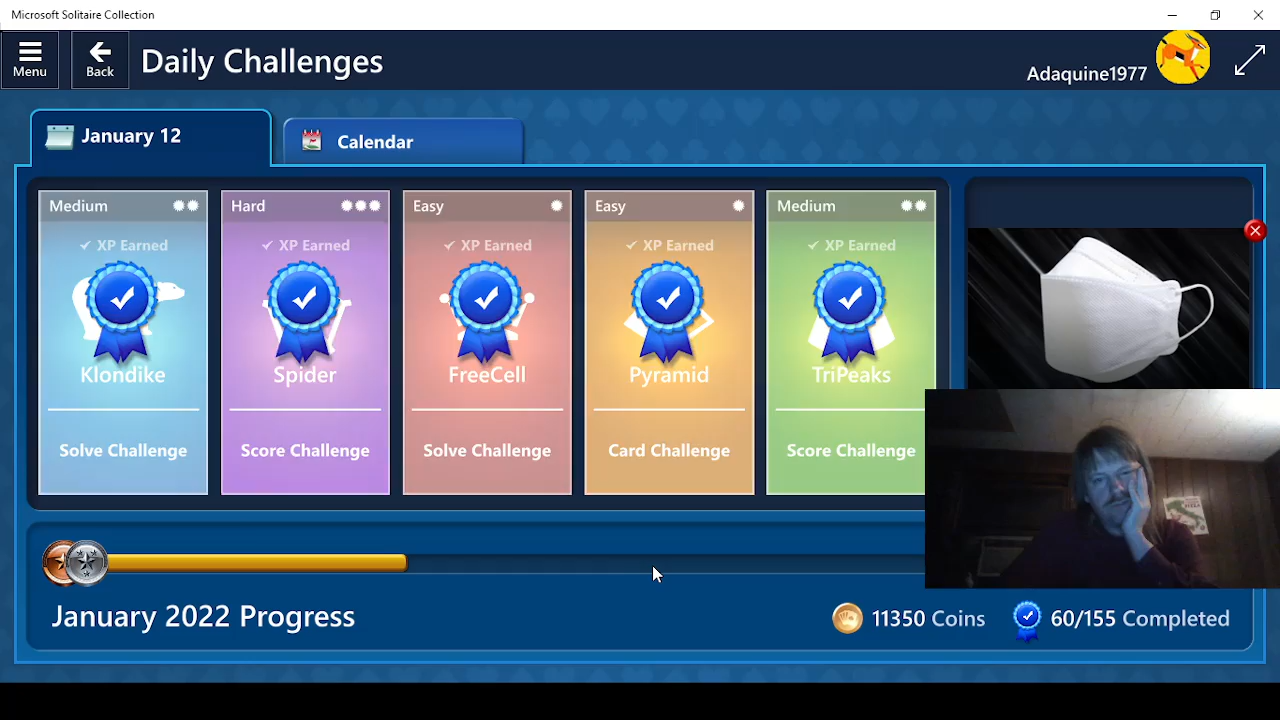 Microsoft Solitaire Collection
Menu
Back
Daily Challenges
Adaquine1977
January 12
Calendar
Medium
XP Earned
Klondike
Solve Challenge
Hard
XP Earned
Spider
Score Challenge
Easy
XP Earned
FreeCell
Solve Challenge
Easy
XP Earned
Pyramid
Card Challenge
Medium
XP Earned
TriPeaks
Score Challenge
January 2022 Progress
11350 Coins
60/155 Completed